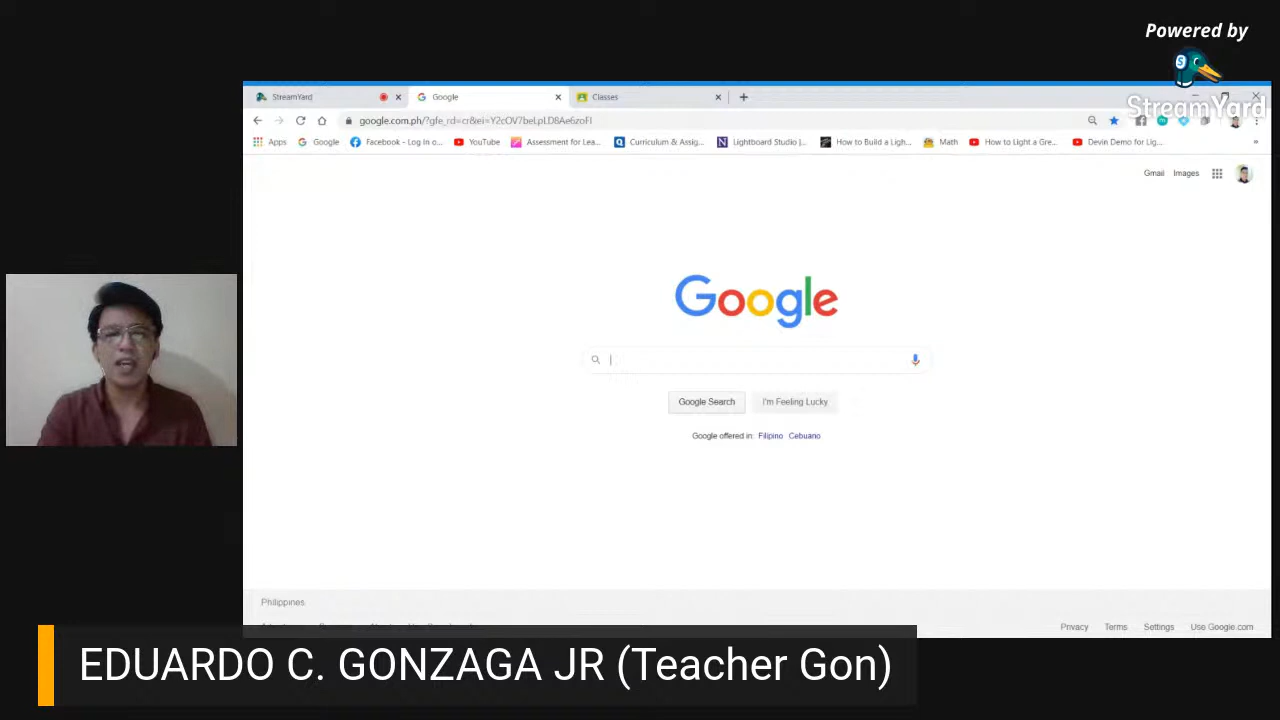 Powered by
StreamYard
StreamYard
Google
Classes
google.com.ph/?gfe_rd=cr&ei=Y2cOV7beLpLD8Ae6zoFI
Apps
Google
Facebook - Log In o...
YouTube
Assessment for Lea...
Curriculum & Assig...
Lightboard Studio |...
How to Build a Ligh...
Math
How to Light a Gre...
Devin Demo for Lig...
Gmail
Images
Google
Google Search
I'm Feeling Lucky
Google offered in: Filipino Cebuano
Philippines
Privacy
Terms
Settings
Use Google.com
EDUARDO C. GONZAGA JR (Teacher Gon)